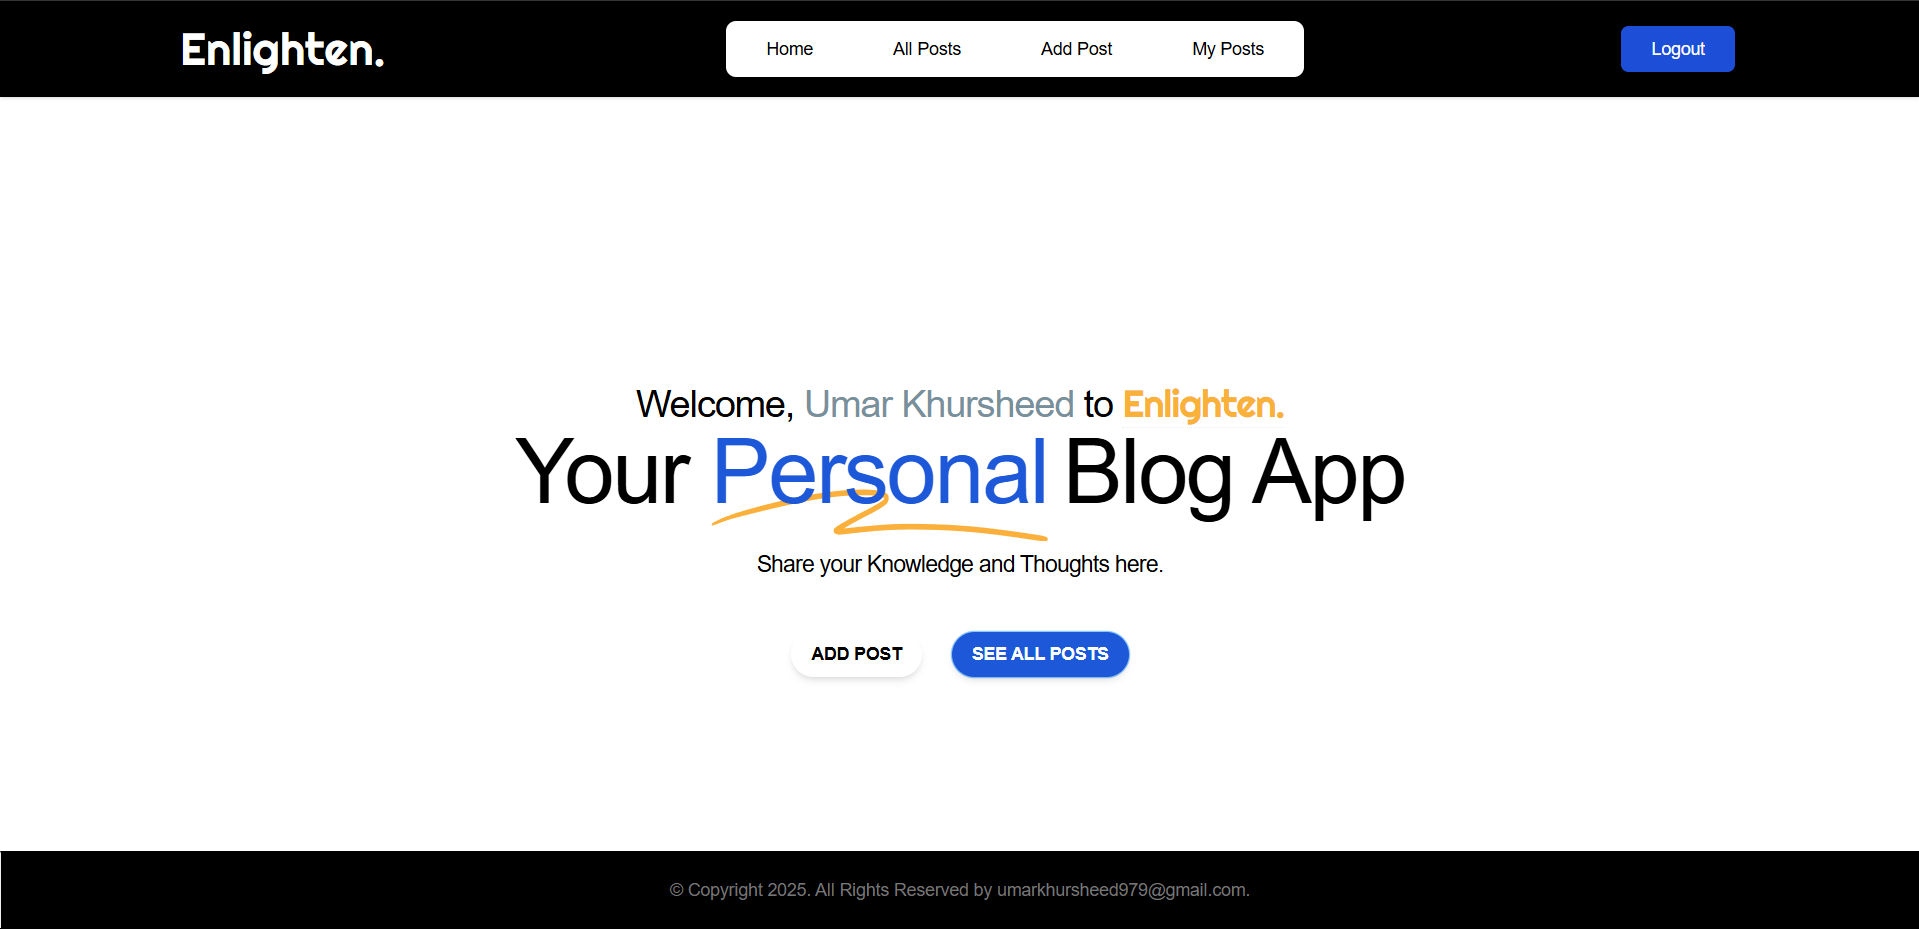 Enlighten.
Home All Posts Add Post My Posts
Logout
Welcome, Umar Khursheed to Enlighten.
Your Personal Blog App
Share your Knowledge and Thoughts here.
ADD POST SEE ALL POSTS
© Copyright 2025. All Rights Reserved by umarkhursheed979@gmail.com.